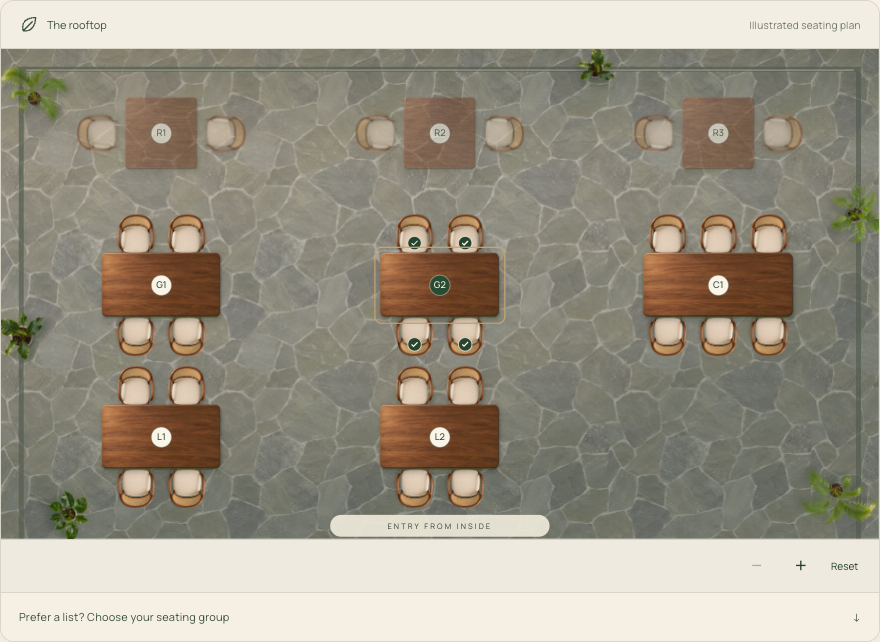 The rooftop
Illustrated seating plan
R1
R2
R3
G1
G2
C1
L1
L2
ENTRY FROM INSIDE
Reset
Prefer a list? Choose your seating group